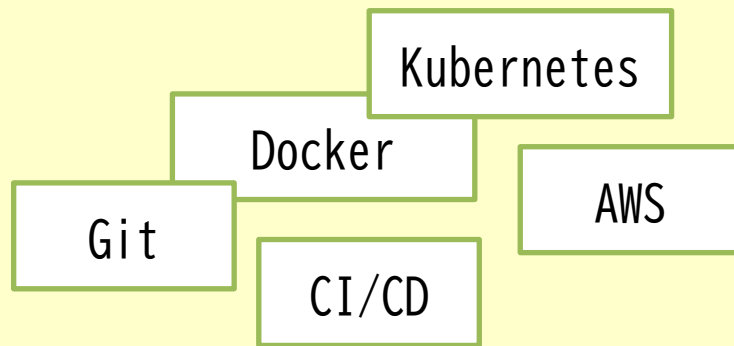 Kubernetes
Docker
AWS
Git
CI/CD